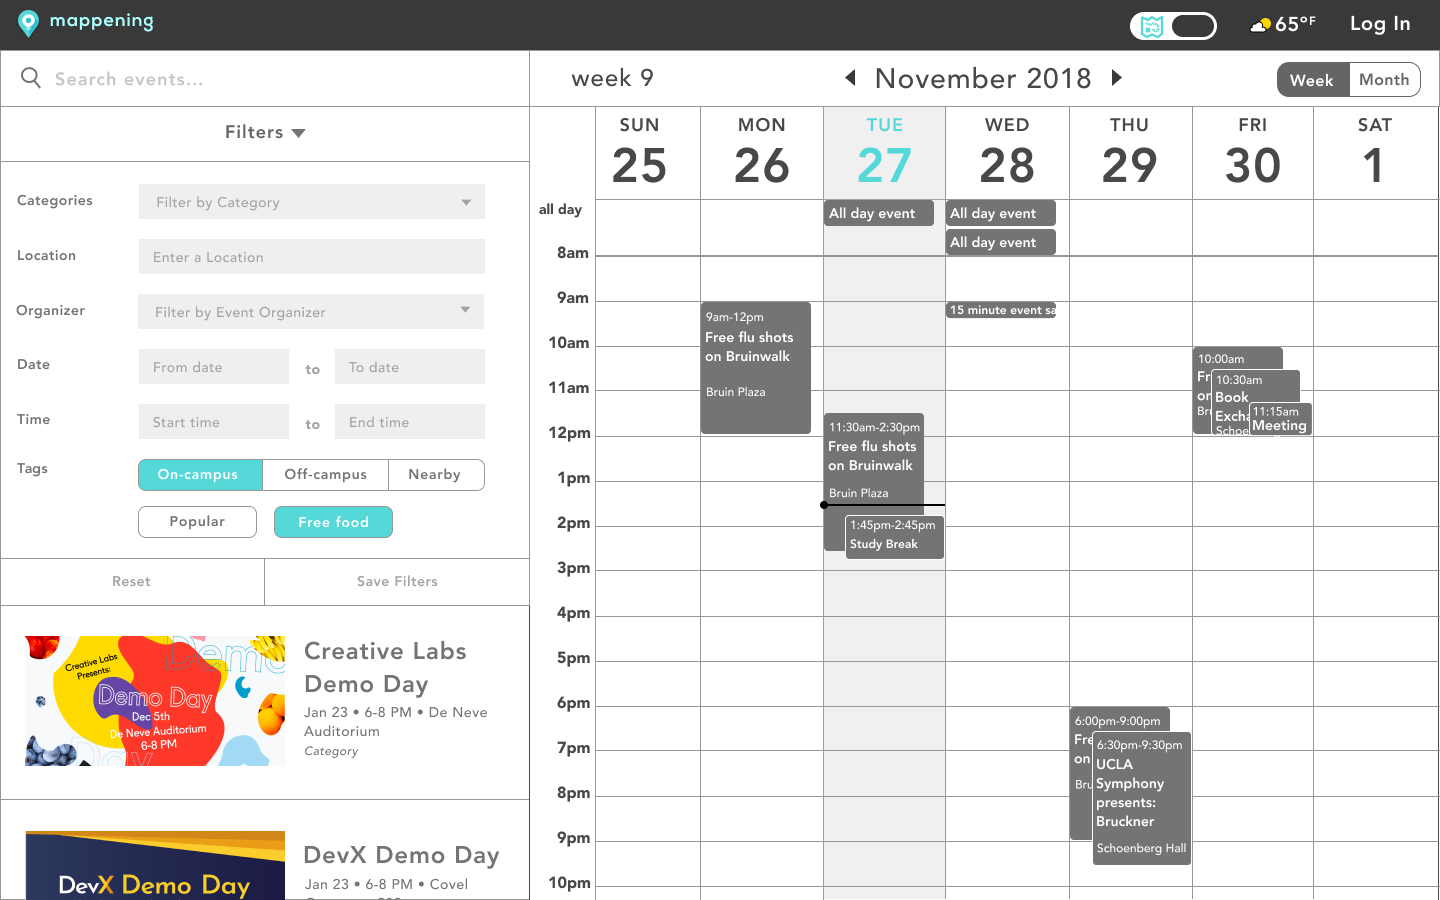 mappening
65°F
Log In
Search events...
week 9
November 2018
Week
Month
Filters
Categories
Filter by Category
Location
Enter a Location
Organizer
Filter by Event Organizer
Date
From date
to
To date
Time
Start time
to
End time
Tags
On-campus
Off-campus
Nearby
Popular
Free food
Reset
Save Filters
Creative Labs
Presents:
Demo
Demo Day
Dec 5th
De Neve Auditorium
6-8 PM
Day
Creative Labs
Demo Day
Jan 23 • 6-8 PM • De Neve
Auditorium
Category
DevX Demo Day
DevX Demo Day
Jan 23 • 6-8 PM • Covel
SUN
25
MON
26
TUE
27
WED
28
THU
29
FRI
30
SAT
1
all day
All day event
All day event
All day event
8am
9am
10am
11am
12pm
1pm
2pm
3pm
4pm
5pm
6pm
7pm
8pm
9pm
10pm
9am-12pm
Free flu shots
on Bruinwalk
Bruin Plaza
11:30am-2:30pm
Free flu shots
on Bruinwalk
Bruin Plaza
1:45pm-2:45pm
Study Break
15 minute event sa
6:00pm-9:00pm
Fre
on
Bru
6:30pm-9:30pm
UCLA
Symphony
presents:
Bruckner
Schoenberg Hall
10:00am
Fr
on
Bru
10:30am
Book
Excha
Schoe
11:15am
Meeting